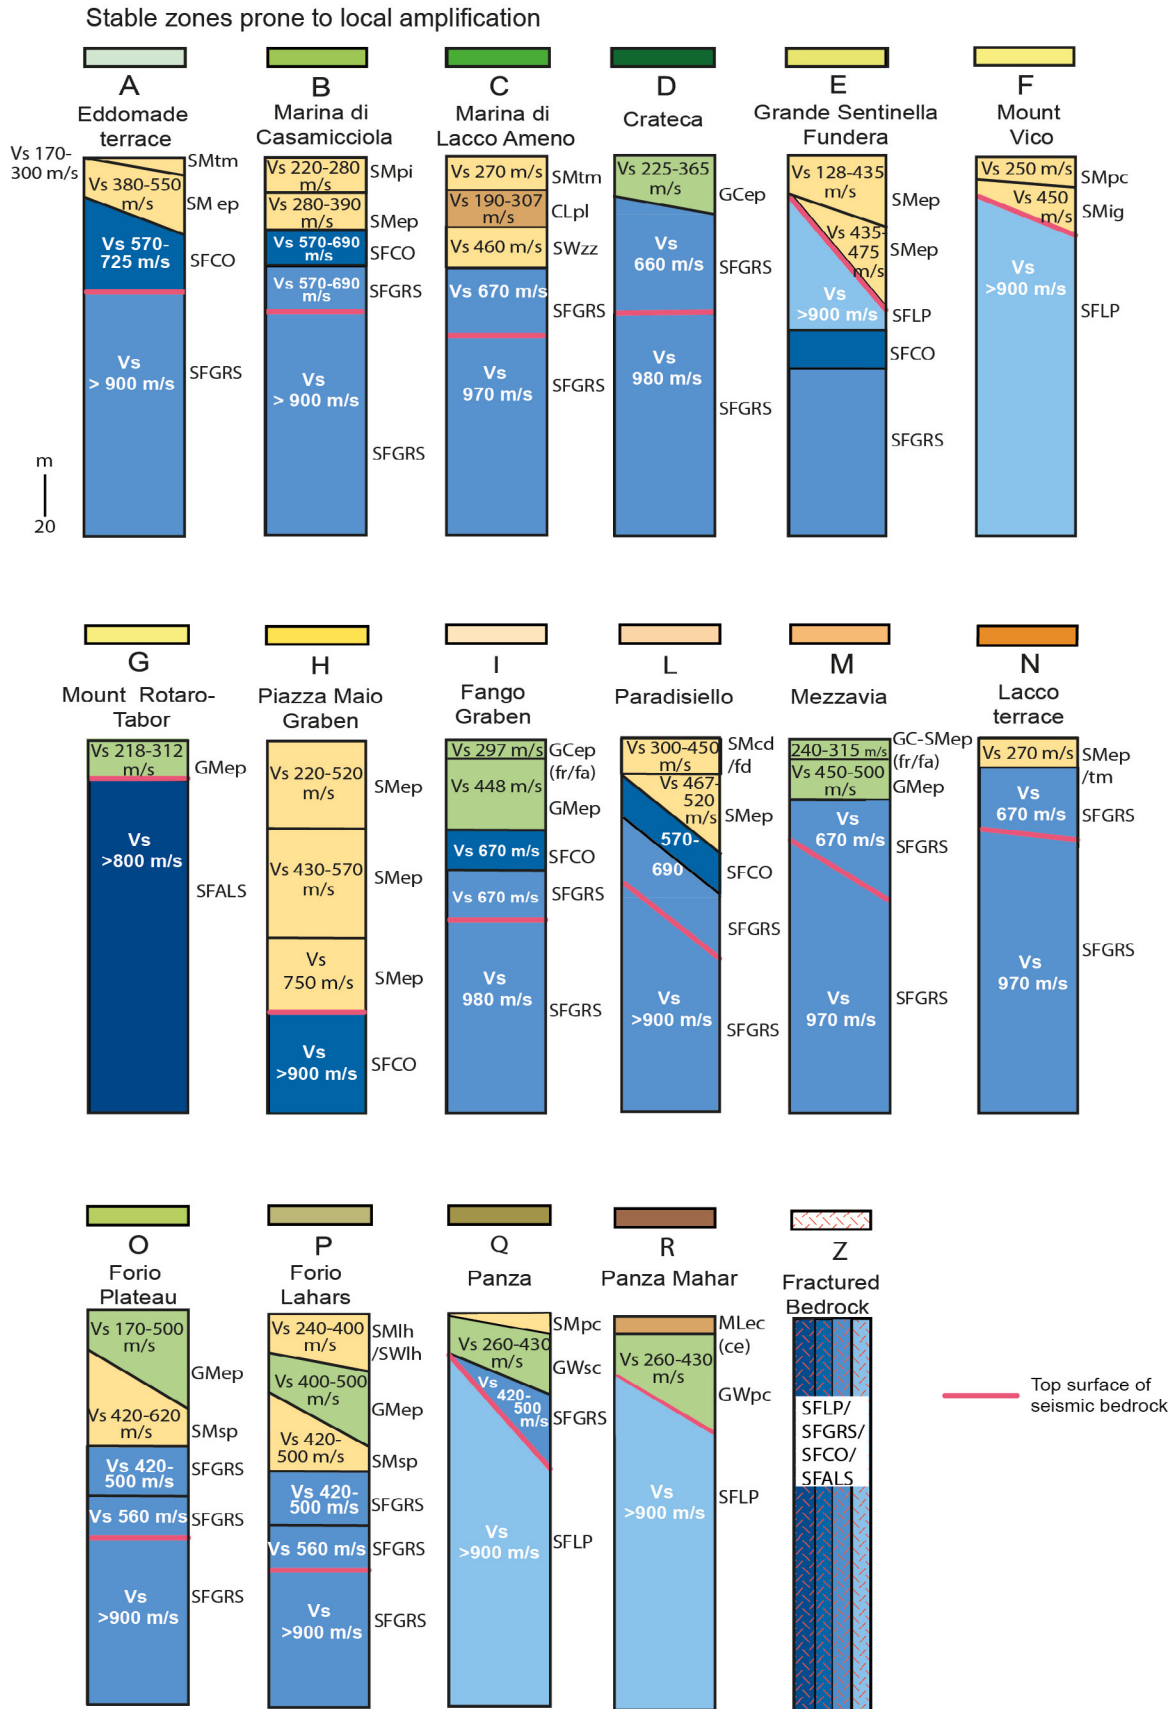 Stable zones prone to local amplification
A
Eddomade
terrace
Vs 170-
300 m/s
SMtm
Vs 380-550
m/s
SM ep
Vs 570-
725 m/s
SFCO
Vs
> 900 m/s
SFGRS
m
20
B
Marina di
Casamicciola
Vs 220-280
m/s
SMpi
Vs 280-390
m/s
SMep
Vs 570-690
m/s
SFCO
Vs 570-690
m/s
SFGRS
Vs
> 900 m/s
SFGRS
C
Marina di
Lacco Ameno
Vs 270 m/s
SMtm
Vs 190-307
m/s
CLpl
Vs 460 m/s
SWzz
Vs 670 m/s
SFGRS
Vs
970 m/s
SFGRS
D
Crateca
Vs 225-365
m/s
GCep
Vs
660 m/s
SFGRS
Vs
980 m/s
SFGRS
E
Grande Sentinella
Fundera
Vs 128-435
m/s
SMep
Vs 435-
475
m/s
SMep
Vs
>900 m/s
SFLP
SFCO
SFGRS
F
Mount
Vico
Vs 250 m/s
SMpc
Vs 450
m/s
SMig
Vs
>900 m/s
SFLP
G
Mount Rotaro-
Tabor
Vs 218-312
m/s
GMep
Vs
>800 m/s
SFALS
H
Piazza Maio
Graben
Vs 220-520
m/s
SMep
Vs 430-570
m/s
SMep
Vs
750 m/s
SMep
Vs
>900 m/s
SFCO
I
Fango
Graben
Vs 297 m/s
GCep
(fr/fa)
Vs 448 m/s
GMep
Vs 670 m/s
SFCO
Vs 670 m/s
SFGRS
Vs
980 m/s
SFGRS
L
Paradisiello
Vs 300-450
m/s
SMcd
/fd
Vs 467-
520
m/s
SMep
570-
690
SFCO
SFGRS
Vs
>900 m/s
SFGRS
M
Mezzavia
240-315 m/s
GC-SMep
(fr/fa)
Vs 450-500
m/s
GMep
Vs
670 m/s
SFGRS
Vs
970 m/s
SFGRS
N
Lacco
terrace
Vs 270 m/s
SMep
/tm
Vs
670 m/s
SFGRS
Vs
970 m/s
SFGRS
O
Forio
Plateau
Vs 170-500
m/s
GMep
Vs 420-620
m/s
SMsp
Vs 420-
500 m/s
SFGRS
Vs 560 m/s
SFGRS
Vs
>900 m/s
SFGRS
P
Forio
Lahars
Vs 240-400
m/s
SMlh
/SWlh
Vs 400-500
m/s
GMep
Vs 420-
500 m/s
SMsp
Vs 420-
500 m/s
SFGRS
Vs 560 m/s
SFGRS
Vs
>900 m/s
SFGRS
Q
Panza
SMpc
Vs 260-430
m/s
GWsc
Vs
420-
500
m/s
SFGRS
Vs
>900 m/s
SFLP
R
Panza Mahar
MLec
(ce)
Vs 260-430
m/s
GWpc
Vs
>900 m/s
SFLP
Z
Fractured
Bedrock
SFLP/
SFGRS/
SFCO/
SFALS
Top surface of
seismic bedrock